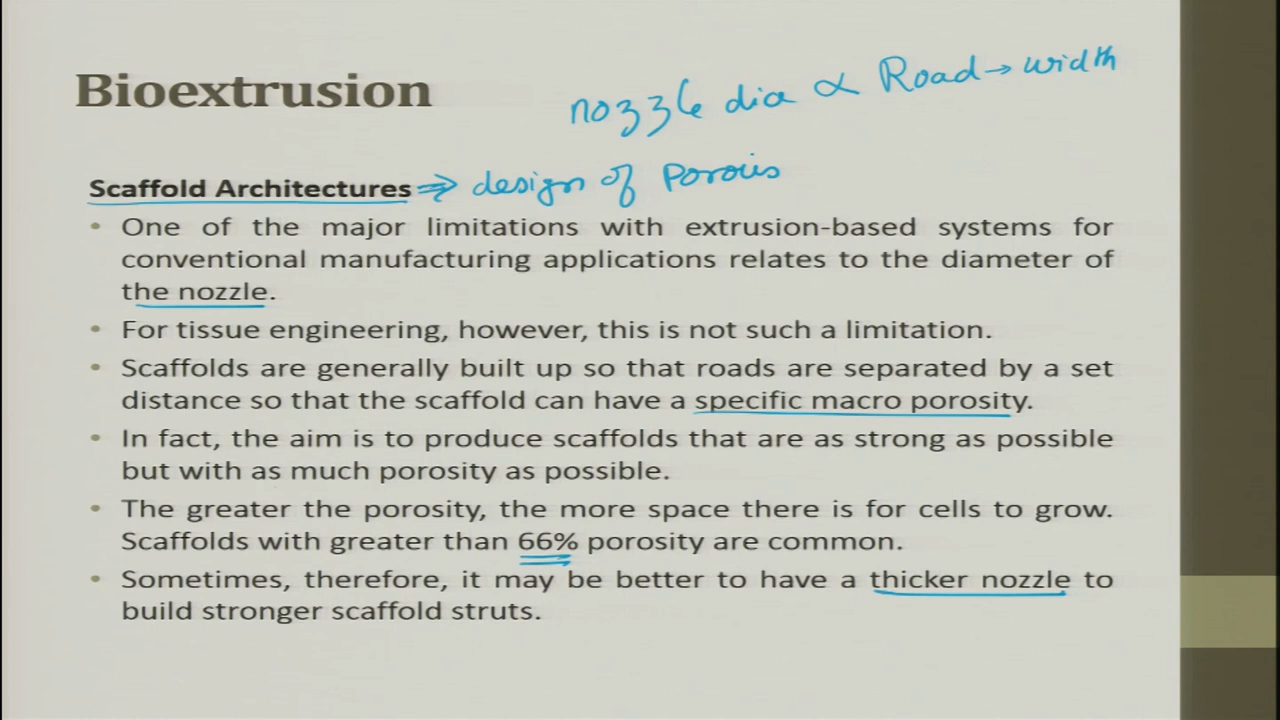 Bioextrusion
nozzle dia ∝ Road → width
Scaffold Architectures ⇒ design of Porous
• One of the major limitations with extrusion-based systems for
conventional manufacturing applications relates to the diameter of
the nozzle.
• For tissue engineering, however, this is not such a limitation.
• Scaffolds are generally built up so that roads are separated by a set
distance so that the scaffold can have a specific macro porosity.
• In fact, the aim is to produce scaffolds that are as strong as possible
but with as much porosity as possible.
• The greater the porosity, the more space there is for cells to grow.
Scaffolds with greater than 66% porosity are common.
• Sometimes, therefore, it may be better to have a thicker nozzle to
build stronger scaffold struts.